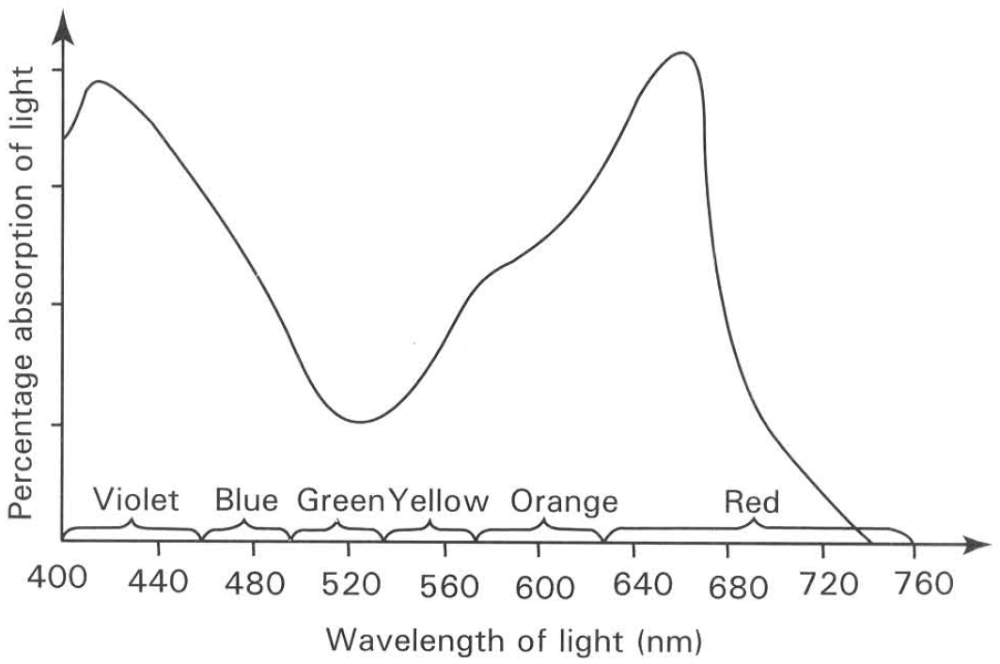 Percentage absorption of light
Violet Blue Green Yellow Orange Red
400 440 480 520 560 600 640 680 720 760
Wavelength of light (nm)